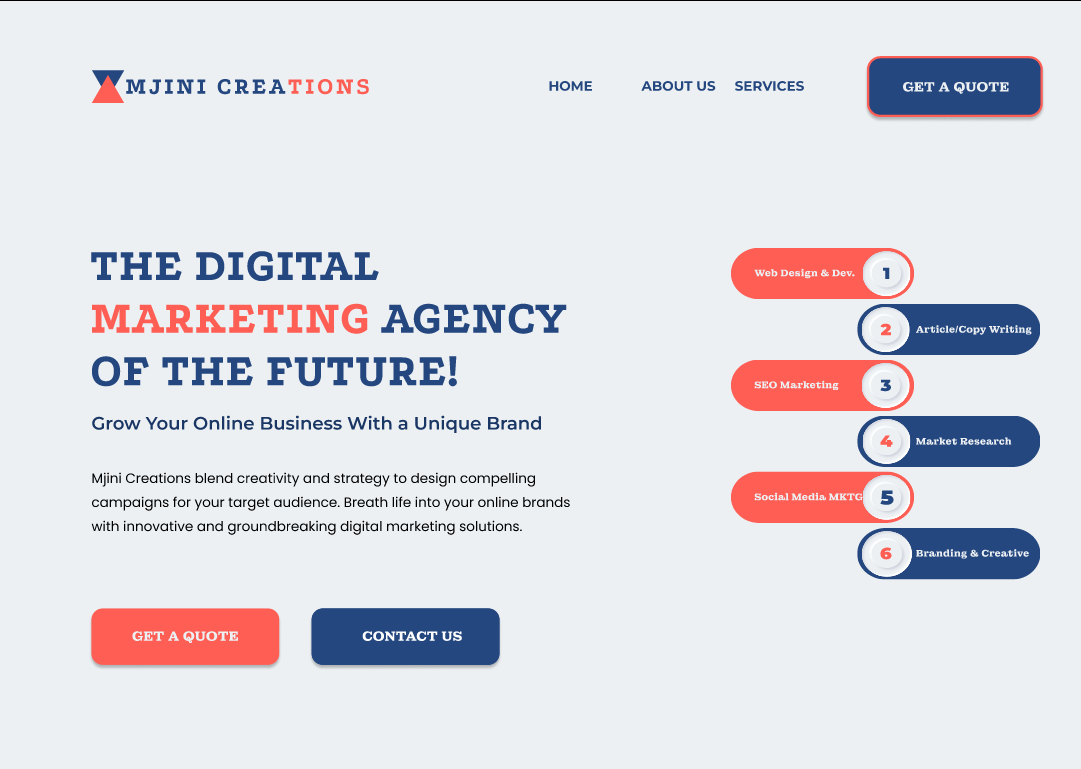 MJINI CREATIONS
HOME
ABOUT US
SERVICES
GET A QUOTE
THE DIGITAL
MARKETING AGENCY
OF THE FUTURE!
Grow Your Online Business With a Unique Brand
Mjini Creations blend creativity and strategy to design compelling
campaigns for your target audience. Breath life into your online brands
with innovative and groundbreaking digital marketing solutions.
GET A QUOTE
CONTACT US
Web Design & Dev. 1
2 Article/Copy Writing
SEO Marketing 3
4 Market Research
Social Media MKTG 5
6 Branding & Creative